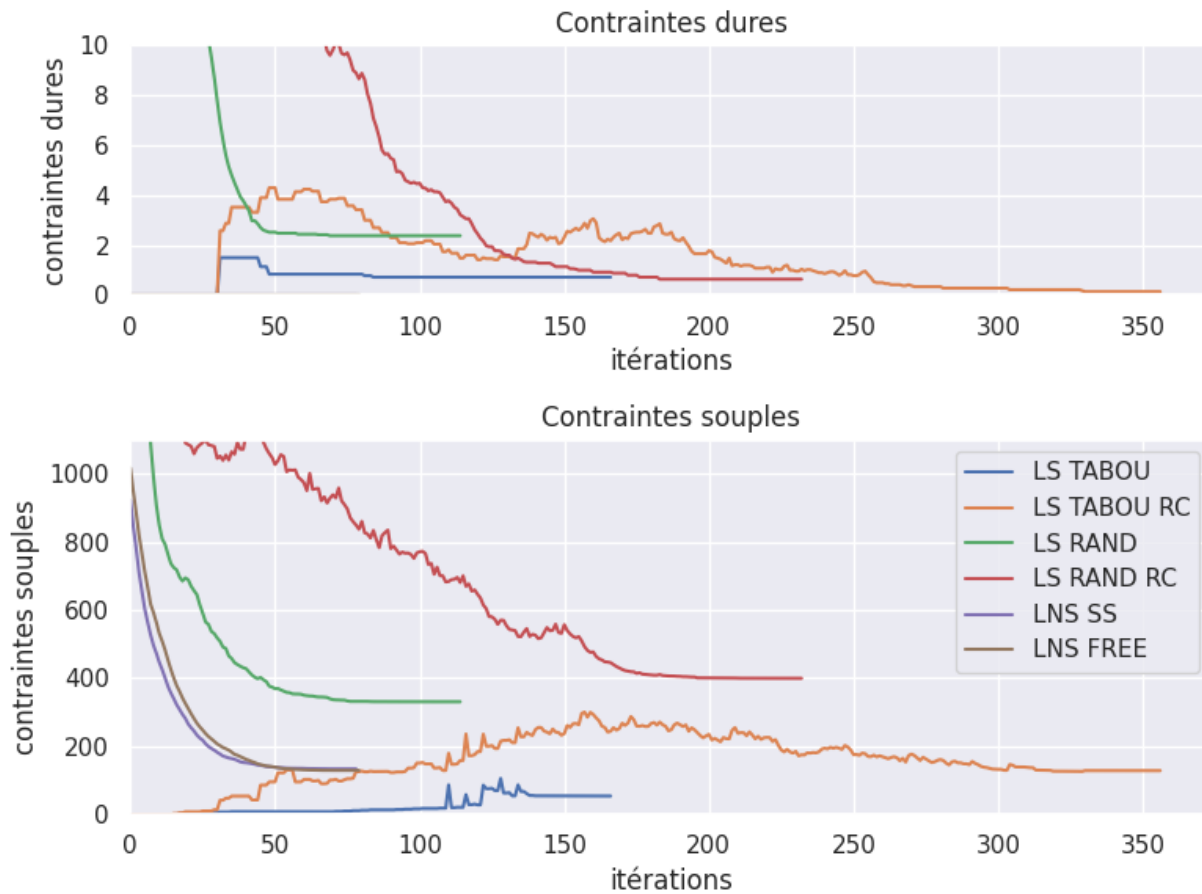 Contraintes dures
contraintes dures
10
8
6
4
2
0
0 50 100 150 200 250 300 350
itérations
Contraintes souples
contraintes souples
1000
800
600
400
200
0
LS TABOU
LS TABOU RC
LS RAND
LS RAND RC
LNS SS
LNS FREE
0 50 100 150 200 250 300 350
itérations